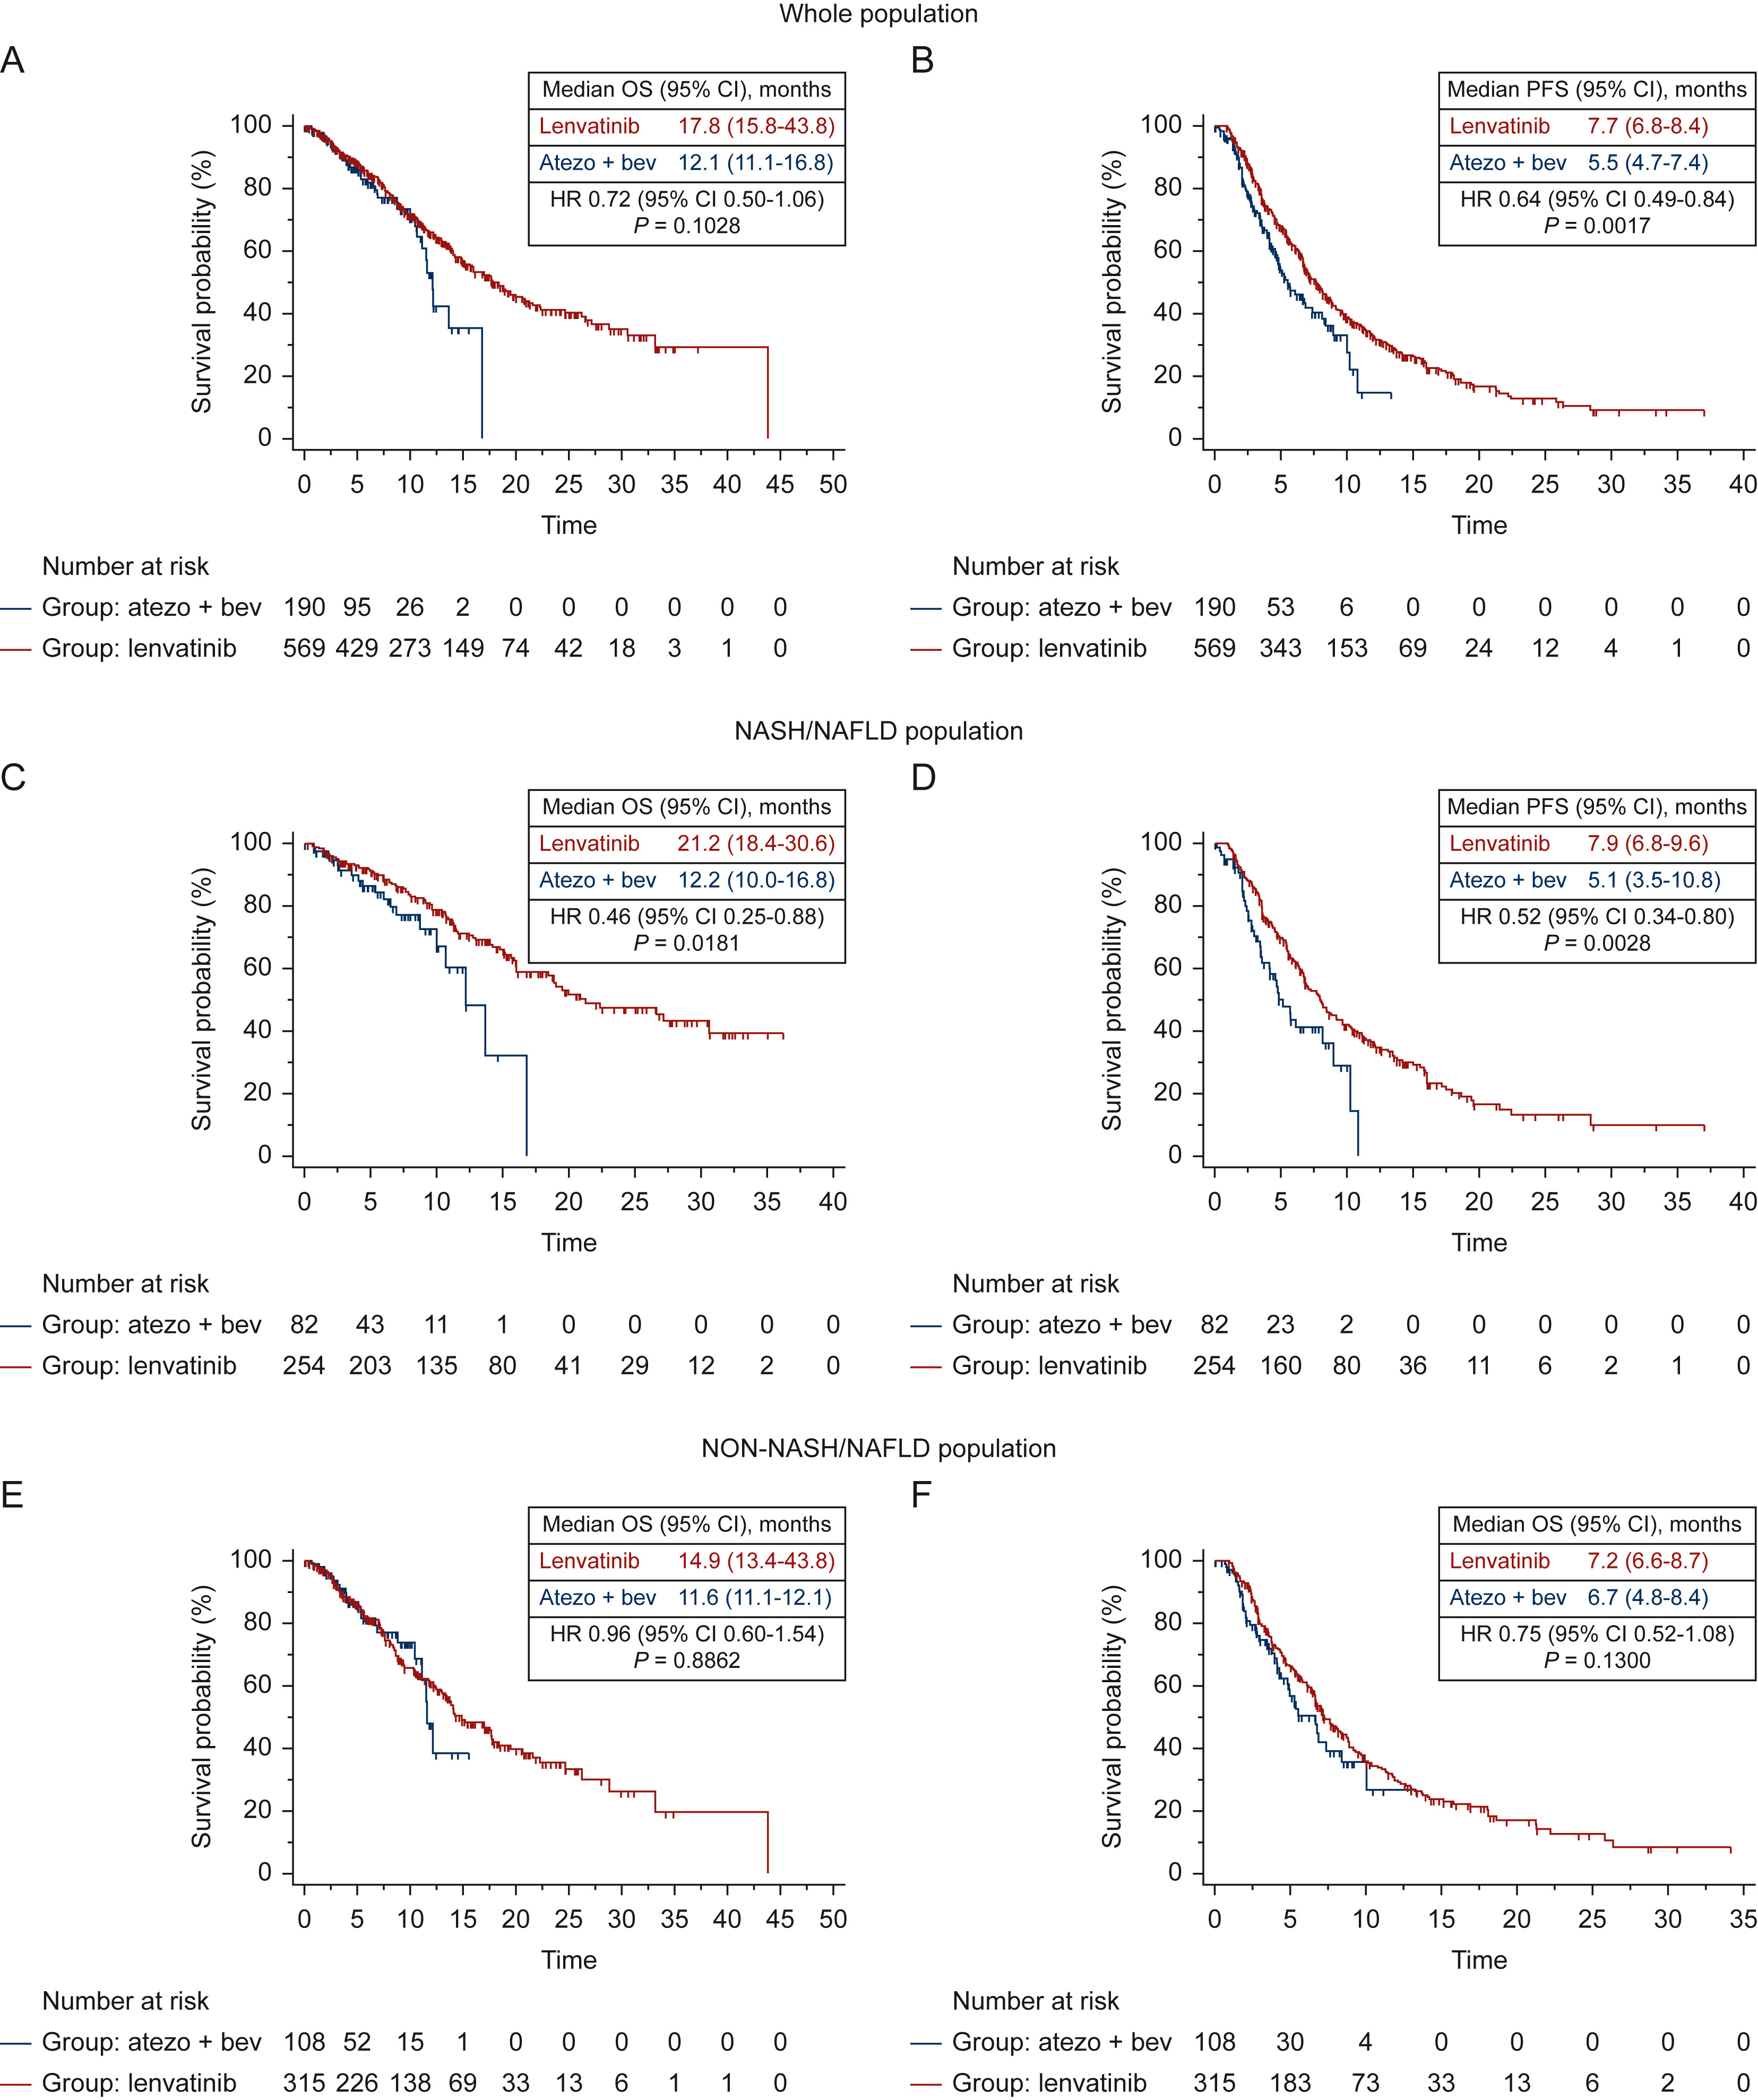 Whole population
A
Median OS (95% CI), months
Lenvatinib 17.8 (15.8-43.8)
Atezo + bev 12.1 (11.1-16.8)
HR 0.72 (95% CI 0.50-1.06)
P = 0.1028
Survival probability (%)
100
80
60
40
20
0
0 5 10 15 20 25 30 35 40 45 50
Time
Number at risk
Group: atezo + bev 190 95 26 2 0 0 0 0 0 0
Group: lenvatinib 569 429 273 149 74 42 18 3 1 0
B
Median PFS (95% CI), months
Lenvatinib 7.7 (6.8-8.4)
Atezo + bev 5.5 (4.7-7.4)
HR 0.64 (95% CI 0.49-0.84)
P = 0.0017
Survival probability (%)
100
80
60
40
20
0
0 5 10 15 20 25 30 35 40
Time
Number at risk
Group: atezo + bev 190 53 6 0 0 0 0 0 0
Group: lenvatinib 569 343 153 69 24 12 4 1 0
NASH/NAFLD population
C
Median OS (95% CI), months
Lenvatinib 21.2 (18.4-30.6)
Atezo + bev 12.2 (10.0-16.8)
HR 0.46 (95% CI 0.25-0.88)
P = 0.0181
Survival probability (%)
100
80
60
40
20
0
0 5 10 15 20 25 30 35 40
Time
Number at risk
Group: atezo + bev 82 43 11 1 0 0 0 0 0
Group: lenvatinib 254 203 135 80 41 29 12 2 0
D
Median PFS (95% CI), months
Lenvatinib 7.9 (6.8-9.6)
Atezo + bev 5.1 (3.5-10.8)
HR 0.52 (95% CI 0.34-0.80)
P = 0.0028
Survival probability (%)
100
80
60
40
20
0
0 5 10 15 20 25 30 35 40
Time
Number at risk
Group: atezo + bev 82 23 2 0 0 0 0 0 0
Group: lenvatinib 254 160 80 36 11 6 2 1 0
NON-NASH/NAFLD population
E
Median OS (95% CI), months
Lenvatinib 14.9 (13.4-43.8)
Atezo + bev 11.6 (11.1-12.1)
HR 0.96 (95% CI 0.60-1.54)
P = 0.8862
Survival probability (%)
100
80
60
40
20
0
0 5 10 15 20 25 30 35 40 45 50
Time
Number at risk
Group: atezo + bev 108 52 15 1 0 0 0 0 0 0
Group: lenvatinib 315 226 138 69 33 13 6 1 1 0
F
Median OS (95% CI), months
Lenvatinib 7.2 (6.6-8.7)
Atezo + bev 6.7 (4.8-8.4)
HR 0.75 (95% CI 0.52-1.08)
P = 0.1300
Survival probability (%)
100
80
60
40
20
0
0 5 10 15 20 25 30 35
Time
Number at risk
Group: atezo + bev 108 30 4 0 0 0 0 0
Group: lenvatinib 315 183 73 33 13 6 2 0